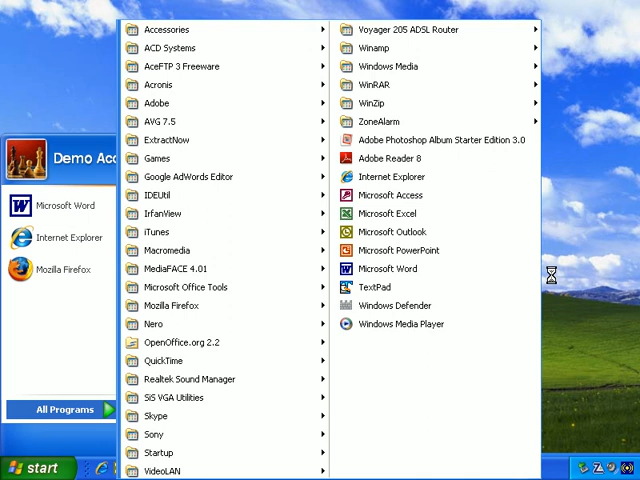 Accessories
ACD Systems
AceFTP 3 Freeware
Acronis
Adobe
AVG 7.5
ExtractNow
Games
Google AdWords Editor
IDEUtil
IrfanView
iTunes
Macromedia
MediaFACE 4.01
Microsoft Office Tools
Mozilla Firefox
Nero
OpenOffice.org 2.2
QuickTime
Realtek Sound Manager
SiS VGA Utilities
Skype
Sony
Startup
VideoLAN
Voyager 205 ADSL Router
Winamp
Windows Media
WinRAR
WinZip
ZoneAlarm
Adobe Photoshop Album Starter Edition 3.0
Adobe Reader 8
Internet Explorer
Microsoft Access
Microsoft Excel
Microsoft Outlook
Microsoft PowerPoint
Microsoft Word
TextPad
Windows Defender
Windows Media Player
Demo Acc
Microsoft Word
Internet Explorer
Mozilla Firefox
All Programs
start